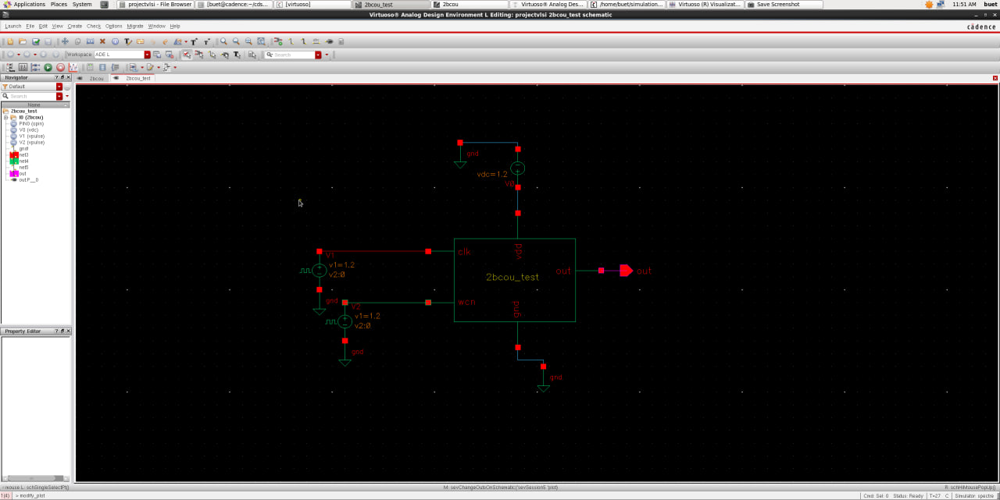 Applications Places System projectvlsi - File Browser [buet@cadence:~/cds... [virtuoso] 2bcou_test 2bcou Virtuoso® Analog Des... /home/buet/simulation... Virtuoso (R) Visualizat... Save Screenshot 11:51 AM buet
Virtuoso® Analog Design Environment L Editing: projectvlsi 2bcou_test schematic
Launch File Edit View Create Check Options Migrate Window Help cādence
Workspace: ADE L Search
Navigator 2bcou 2bcou_test
Default
Search
Name
2bcou_test
I0 (2bcou)
PIN0 (opin)
V0 (vdc)
V1 (vpulse)
V2 (vpulse)
gnd!
net3
net4
net5
out
outP__0
gnd
vdc=1.2
V0
V1
v1=1.2
v2:0
gnd
clk
vdd
out
out
2bcou_test
wcn
gnd
V2
v1=1.2
v2:0
gnd
gnd
Property Editor
mouse L: schSingleSelectPt() M: sevChangeOutsOnSchematic('sevSession5 'plot) R: schHiMousePopUp()
1(4) > modify_plot Cmd: Sel: 0 Status: Ready T=27 C Simulator: spectre